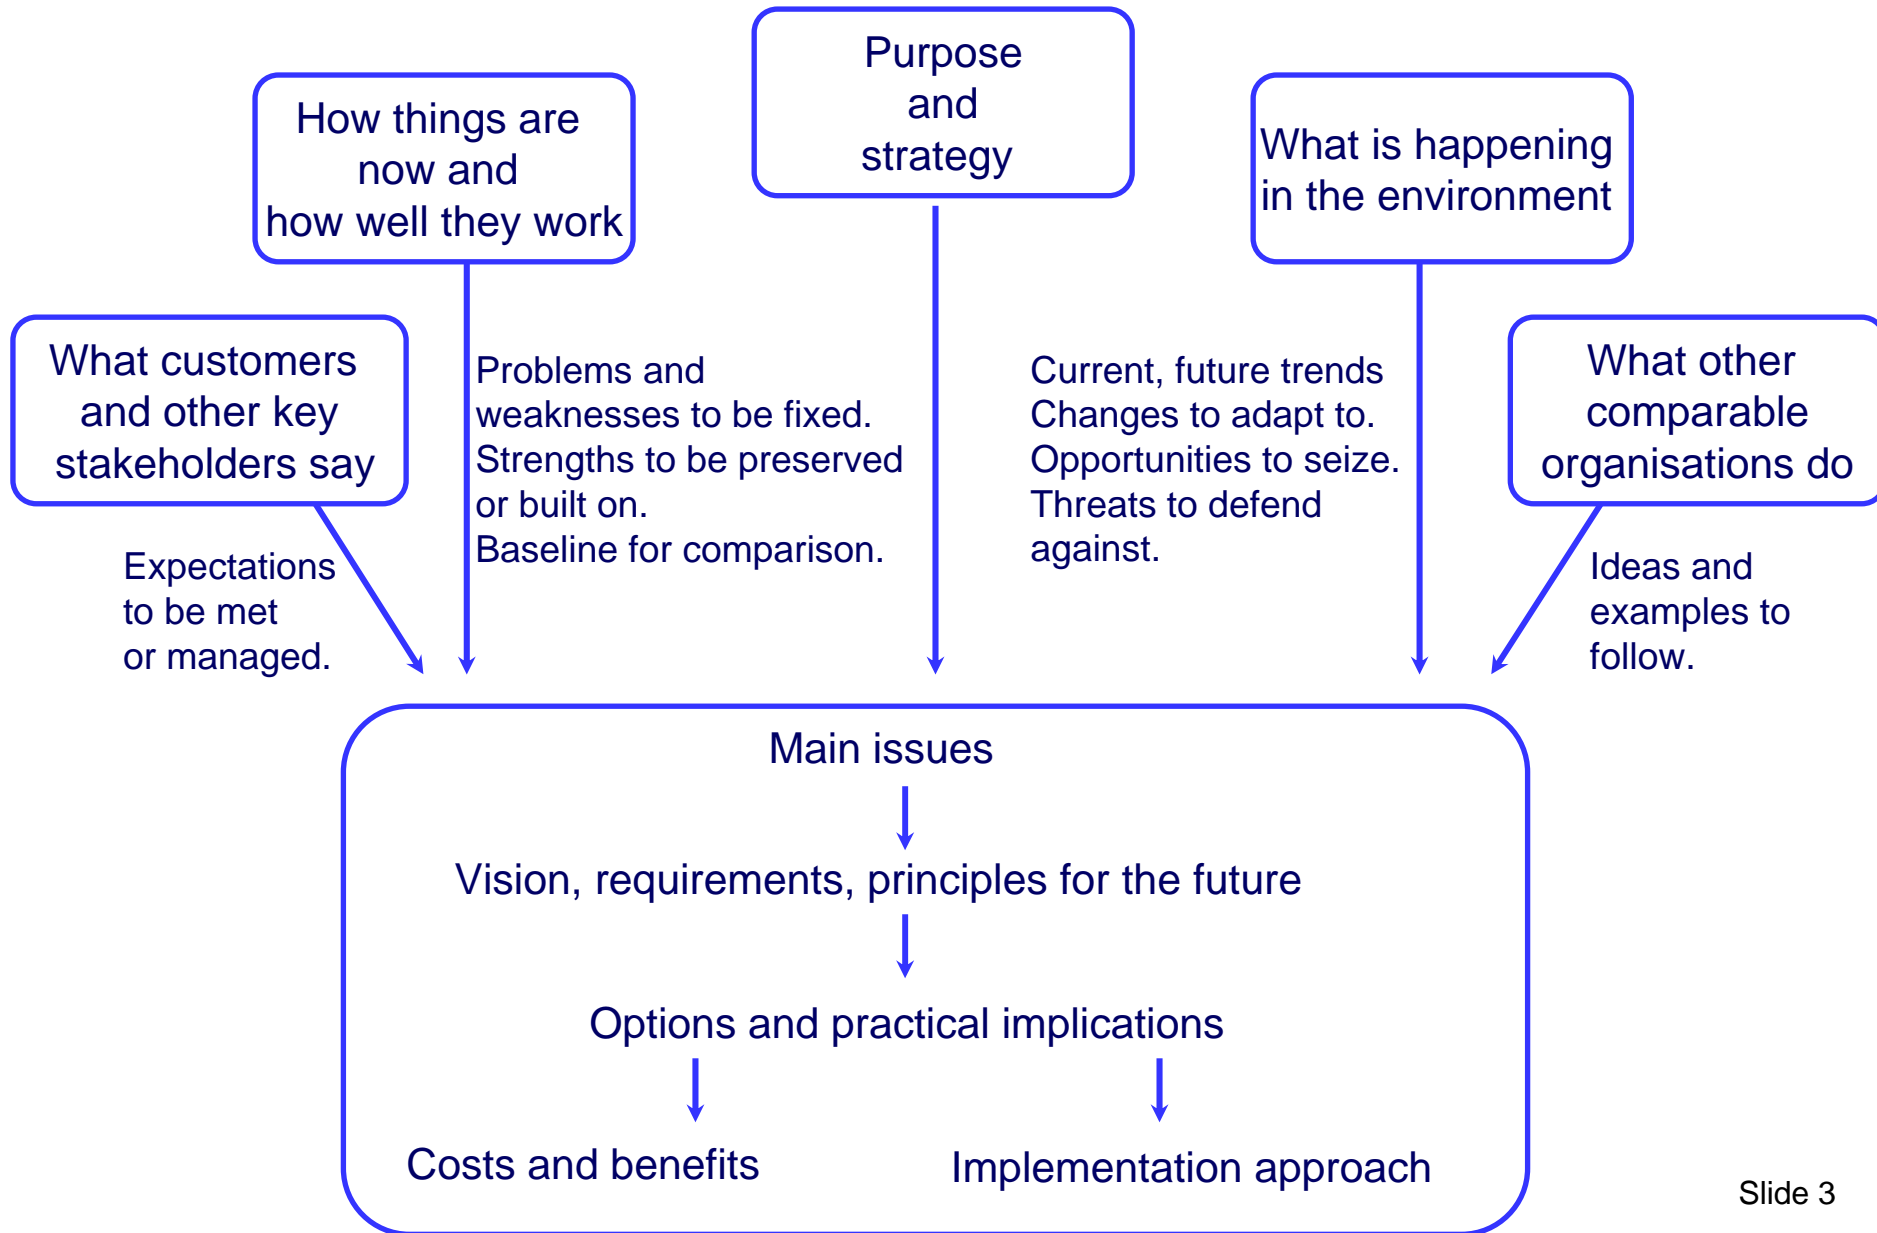 Purpose
and
strategy
How things are
now and
how well they work
What is happening
in the environment
What customers
and other key
stakeholders say
Problems and
weaknesses to be fixed.
Strengths to be preserved
or built on.
Baseline for comparison.
Current, future trends
Changes to adapt to.
Opportunities to seize.
Threats to defend
against.
What other
comparable
organisations do
Expectations
to be met
or managed.
Ideas and
examples to
follow.
Main issues
Vision, requirements, principles for the future
Options and practical implications
Costs and benefits
Implementation approach
Slide 3